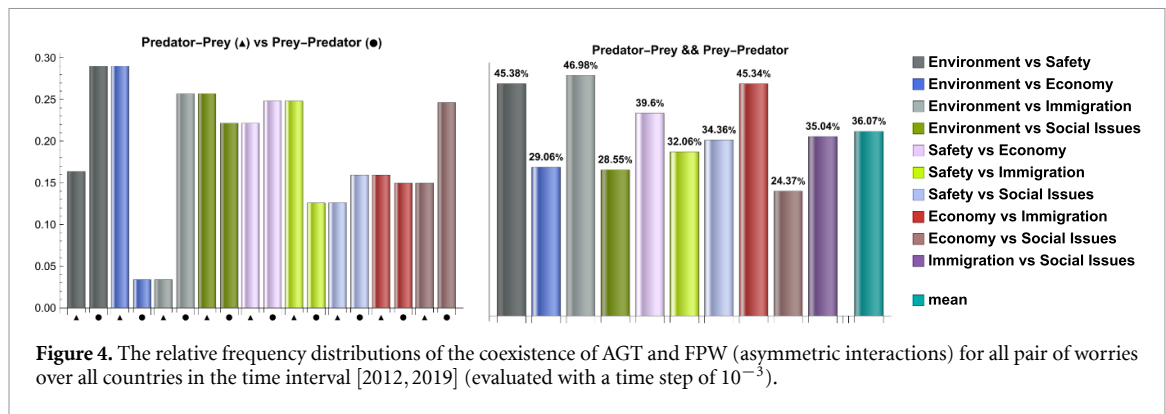 Predator–Prey (▲) vs Prey–Predator (●)
0.30
0.25
0.20
0.15
0.10
0.05
0.00
▲ ● ▲ ● ▲ ● ▲ ● ▲ ● ▲ ● ▲ ● ▲ ● ▲ ●
Predator–Prey && Prey–Predator
45.38%
29.06%
46.98%
28.55%
39.6%
32.06%
34.36%
45.34%
24.37%
35.04%
36.07%
Environment vs Safety
Environment vs Economy
Environment vs Immigration
Environment vs Social Issues
Safety vs Economy
Safety vs Immigration
Safety vs Social Issues
Economy vs Immigration
Economy vs Social Issues
Immigration vs Social Issues
mean
Figure 4. The relative frequency distributions of the coexistence of AGT and FPW (asymmetric interactions) for all pair of worries
over all countries in the time interval [2012, 2019] (evaluated with a time step of 10⁻³).